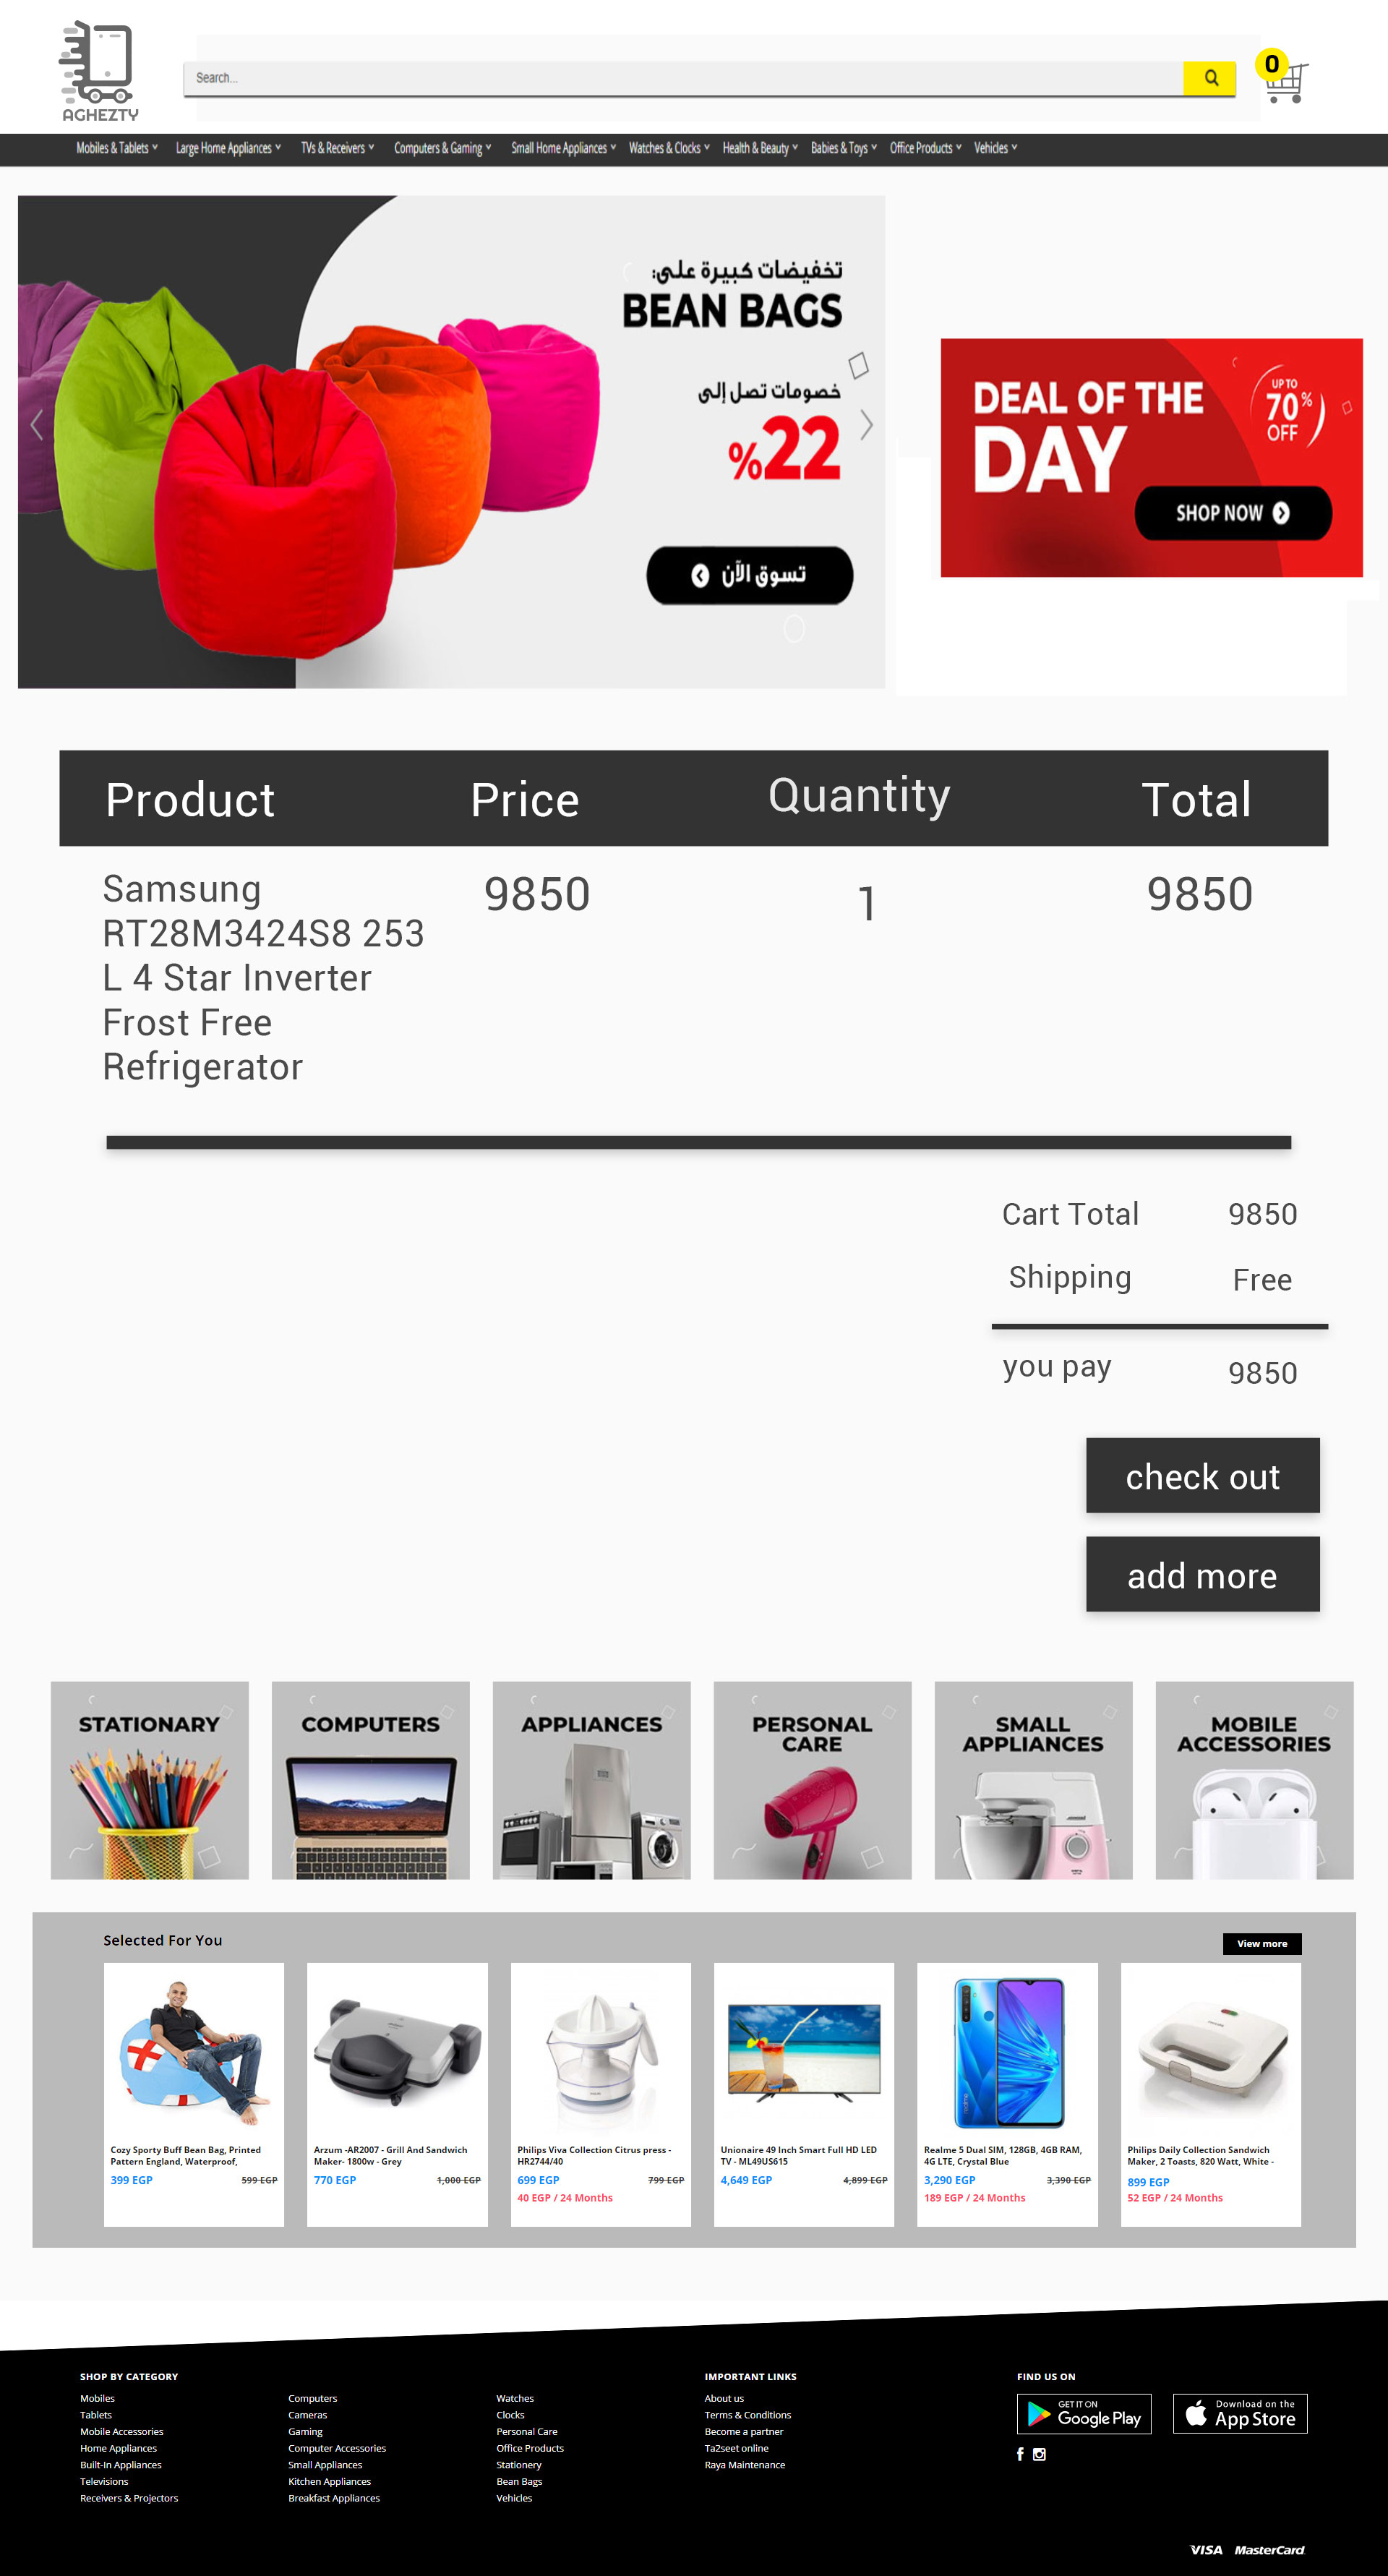 AGHEZTY
Search...
0
Mobiles & Tablets Large Home Appliances TVs & Receivers Computers & Gaming Small Home Appliances Watches & Clocks Health & Beauty Babies & Toys Office Products Vehicles
تخفيضات كبيرة على:
BEAN BAGS
خصومات تصل إلى
%22
تسوق الآن
DEAL OF THE
DAY
UP TO
70%
OFF
SHOP NOW
Product Price Quantity Total
Samsung 9850 1 9850
RT28M3424S8 253
L 4 Star Inverter
Frost Free
Refrigerator
Cart Total 9850
Shipping Free
you pay 9850
check out
add more
STATIONARY
COMPUTERS
APPLIANCES
PERSONAL
CARE
SMALL
APPLIANCES
MOBILE
ACCESSORIES
Selected For You
View more
Cozy Sporty Buff Bean Bag, Printed
Pattern England, Waterproof,
399 EGP 599 EGP
Arzum -AR2007 - Grill And Sandwich
Maker- 1800w - Grey
770 EGP 1,000 EGP
Philips Viva Collection Citrus press -
HR2744/40
699 EGP 799 EGP
40 EGP / 24 Months
Unionaire 49 Inch Smart Full HD LED
TV - ML49US615
4,649 EGP 4,899 EGP
realme
Realme 5 Dual SIM, 128GB, 4GB RAM,
4G LTE, Crystal Blue
3,290 EGP 3,390 EGP
189 EGP / 24 Months
Philips Daily Collection Sandwich
Maker, 2 Toasts, 820 Watt, White -
899 EGP
52 EGP / 24 Months
SHOP BY CATEGORY
Mobiles
Tablets
Mobile Accessories
Home Appliances
Built-In Appliances
Televisions
Receivers & Projectors
Computers
Cameras
Gaming
Computer Accessories
Small Appliances
Kitchen Appliances
Breakfast Appliances
Watches
Clocks
Personal Care
Office Products
Stationery
Bean Bags
Vehicles
IMPORTANT LINKS
About us
Terms & Conditions
Become a partner
Ta2seet online
Raya Maintenance
FIND US ON
GET IT ON
Google Play
Download on the
App Store
VISA MasterCard